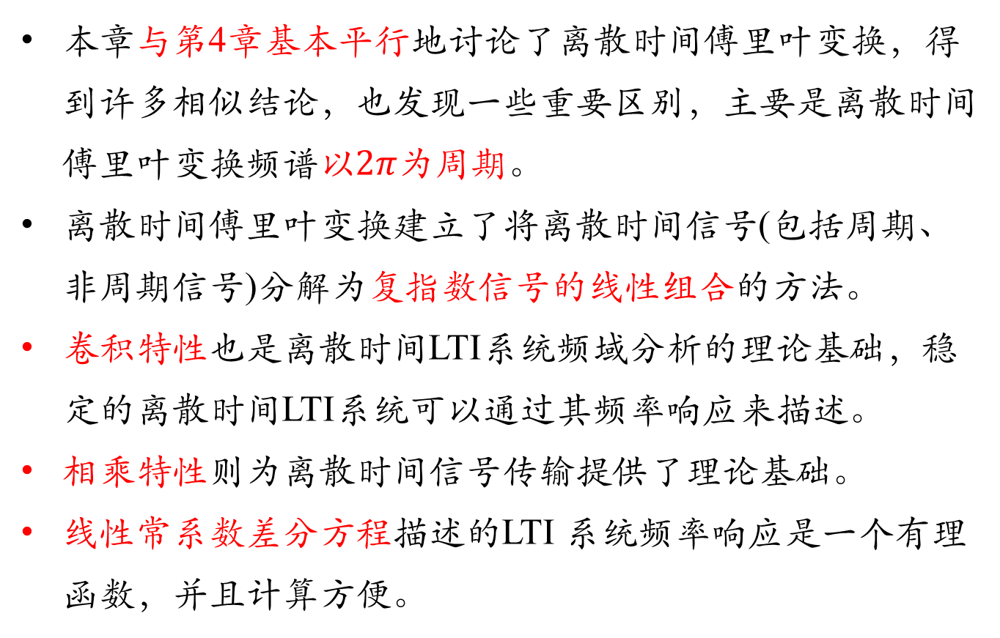 • 本章与第4章基本平行地讨论了离散时间傅里叶变换，得
到许多相似结论，也发现一些重要区别，主要是离散时间
傅里叶变换频谱以2π为周期。
• 离散时间傅里叶变换建立了将离散时间信号(包括周期、
非周期信号)分解为复指数信号的线性组合的方法。
• 卷积特性也是离散时间LTI系统频域分析的理论基础，稳
定的离散时间LTI系统可以通过其频率响应来描述。
• 相乘特性则为离散时间信号传输提供了理论基础。
• 线性常系数差分方程描述的LTI 系统频率响应是一个有理
函数，并且计算方便。